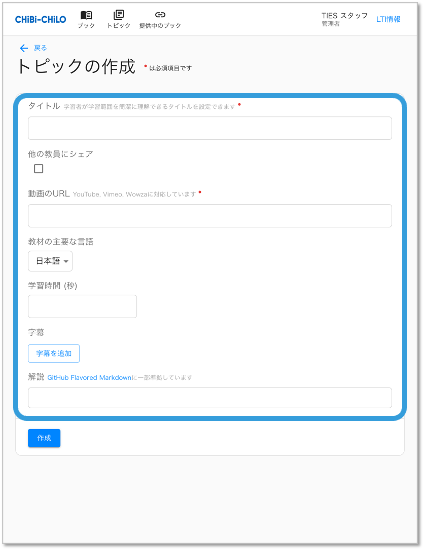 CHiBi-CHiLO
ブック
トピック
提供中のブック
TIES スタッフ
管理者
LTI情報
戻る
トピックの作成 * は必須項目です
タイトル 学習者が学習範囲を簡潔に理解できるタイトルを設定できます *
他の教員にシェア
動画のURL YouTube, Vimeo, Wowzaに対応しています *
教材の主要な言語
日本語
学習時間 (秒)
字幕
字幕を追加
解説 GitHub Flavored Markdownに一部準拠しています
作成